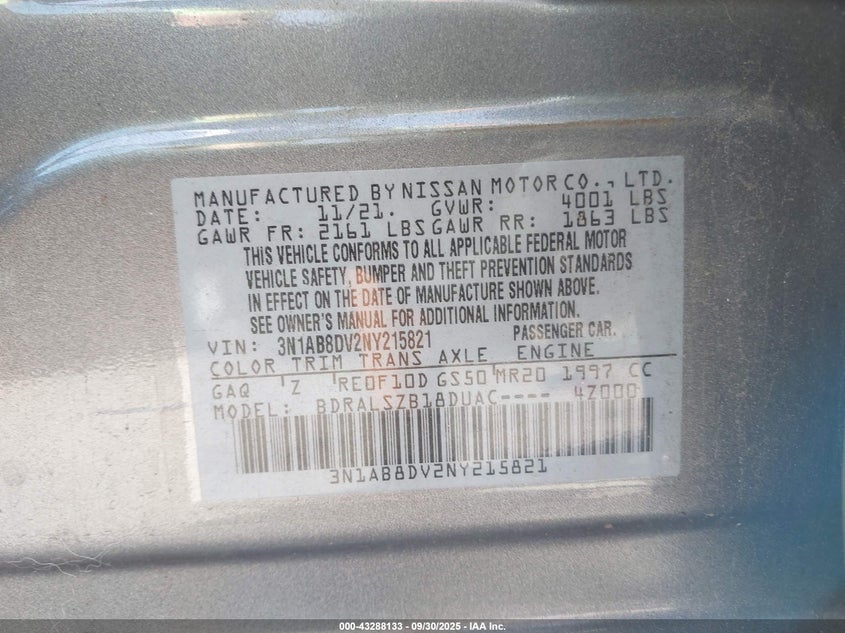 MANUFACTURED BY NISSAN MOTOR CO., LTD.
DATE: 11/21. GVWR: 4001 LBS
GAWR FR: 2161 LBS GAWR RR: 1863 LBS
THIS VEHICLE CONFORMS TO ALL APPLICABLE FEDERAL MOTOR
VEHICLE SAFETY, BUMPER AND THEFT PREVENTION STANDARDS
IN EFFECT ON THE DATE OF MANUFACTURE SHOWN ABOVE.
SEE OWNER'S MANUAL FOR ADDITIONAL INFORMATION.
VIN: 3N1AB8DV2NY215821 PASSENGER CAR.
COLOR TRIM TRANS AXLE ENGINE
GAQ Z RE0F10D GS50 MR20 1997 CC
MODEL: BDRALSZB18DUAC---- 4Z000
3N1AB8DV2NY215821
000-43288133 - 09/30/2025 - IAA Inc.